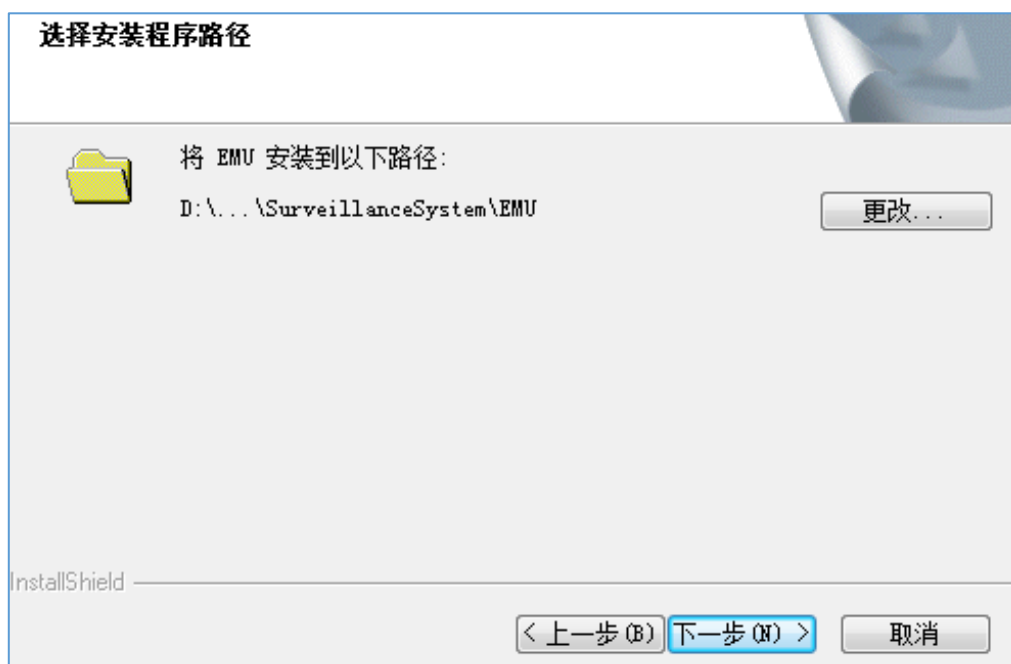 选择安装程序路径
将 EMU 安装到以下路径:
D:\...\SurveillanceSystem\EMU
更改...
InstallShield
< 上一步(B)
下一步(N) >
取消